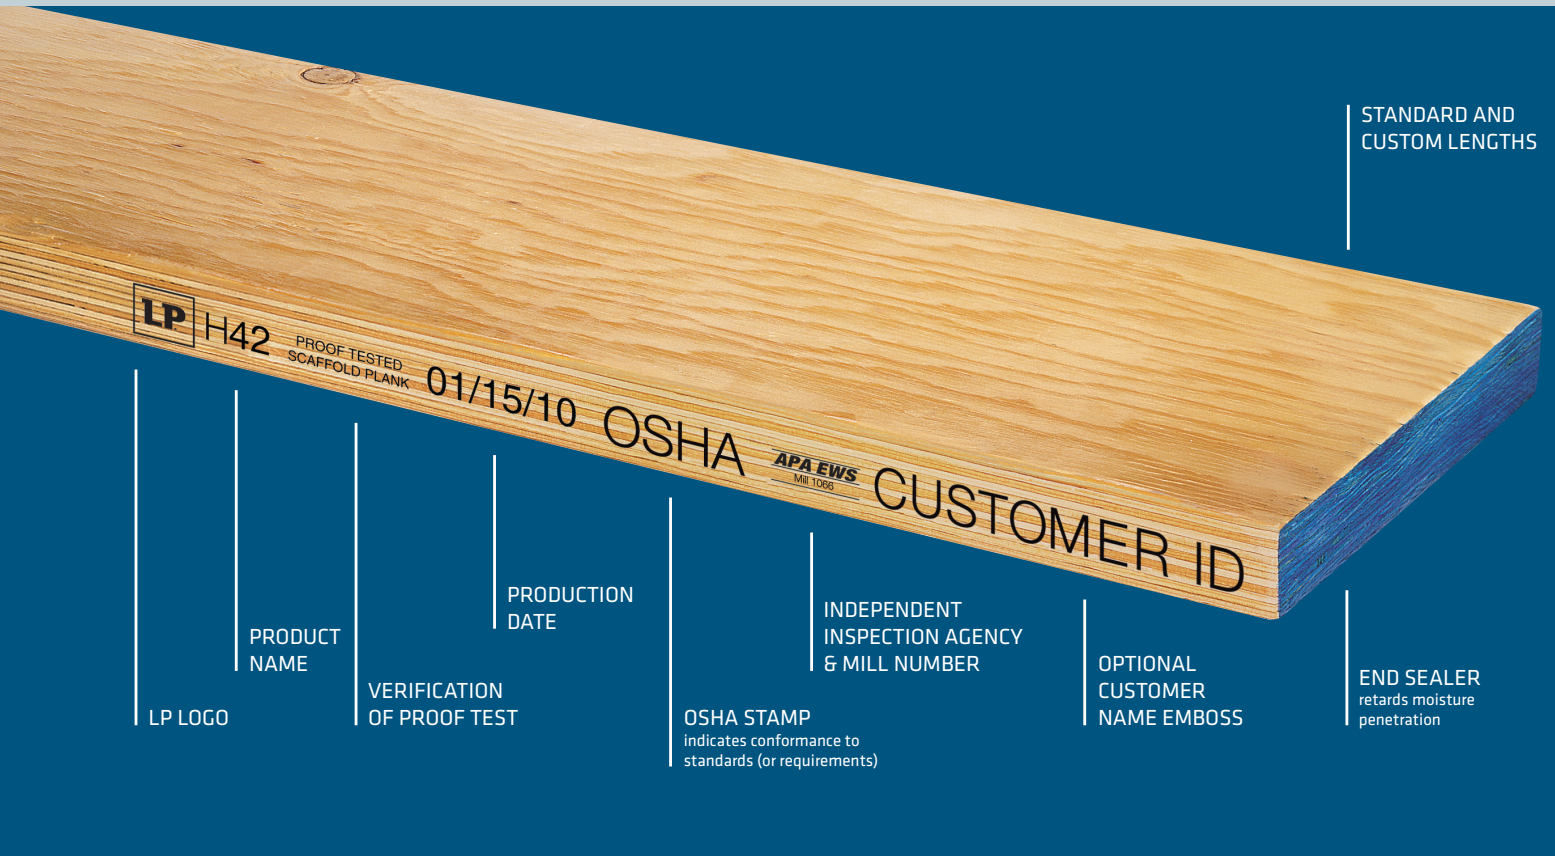 STANDARD AND
CUSTOM LENGTHS
LP H42
PROOF TESTED
SCAFFOLD PLANK
01/15/10
OSHA
APA EWS
Mill 1066
CUSTOMER ID
LP LOGO
PRODUCT
NAME
VERIFICATION
OF PROOF TEST
PRODUCTION
DATE
OSHA STAMP
indicates conformance to
standards (or requirements)
INDEPENDENT
INSPECTION AGENCY
& MILL NUMBER
OPTIONAL
CUSTOMER
NAME EMBOSS
END SEALER
retards moisture
penetration